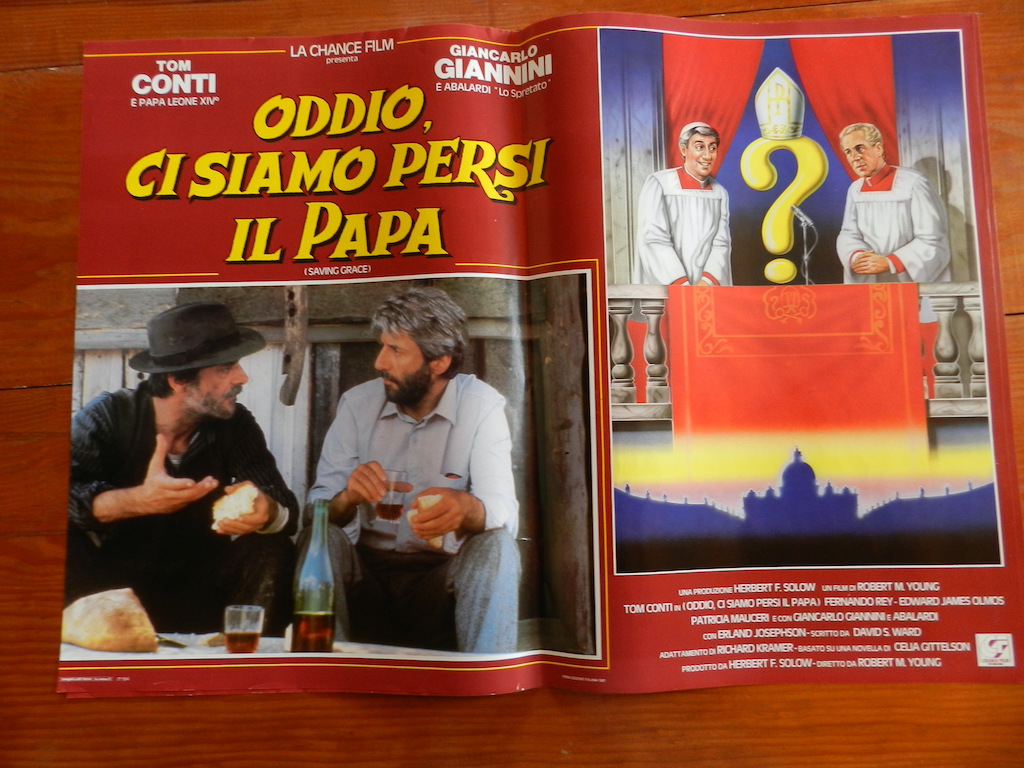 LA CHANCE FILM
presenta
TOM
CONTI
È PAPA LEONE XIV°
GIANCARLO
GIANNINI
È ABALARDI "Lo Spretato"
ODDIO,
CI SIAMO PERSI
IL PAPA
(SAVING GRACE)
UNA PRODUZIONE HERBERT F. SOLOW UN FILM DI ROBERT M. YOUNG
TOM CONTI IN (ODDIO, CI SIAMO PERSI IL PAPA) FERNANDO REY - EDWARD JAMES OLMOS
PATRICIA MAUCERI E CON GIANCARLO GIANNINI È ABALARDI
CON ERLAND JOSEPHSON - SCRITTO DA DAVID S. WARD
ADATTAMENTO DI RICHARD KRAMER - BASATO SU UNA NOVELLA DI CELIA GITTELSON
PRODOTTO DA HERBERT F. SOLOW - DIRETTO DA ROBERT M. YOUNG